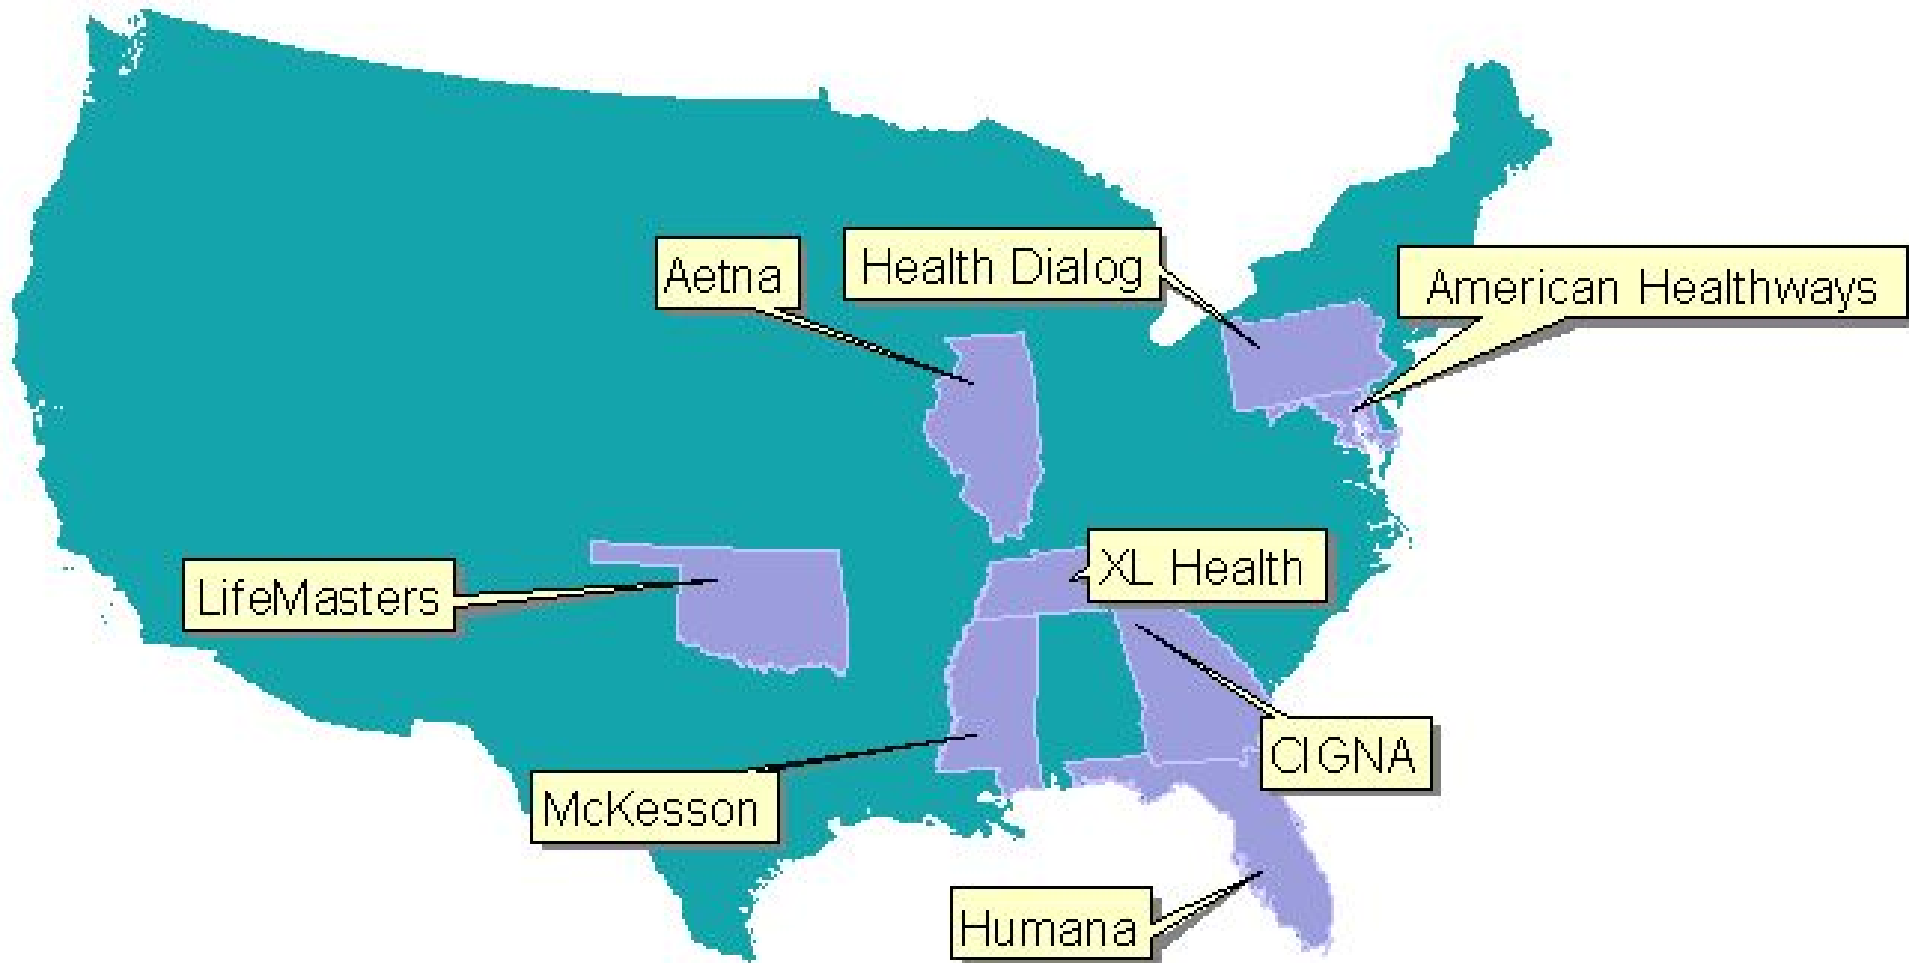 Aetna
Health Dialog
American Healthways
LifeMasters
XL Health
McKesson
CIGNA
Humana